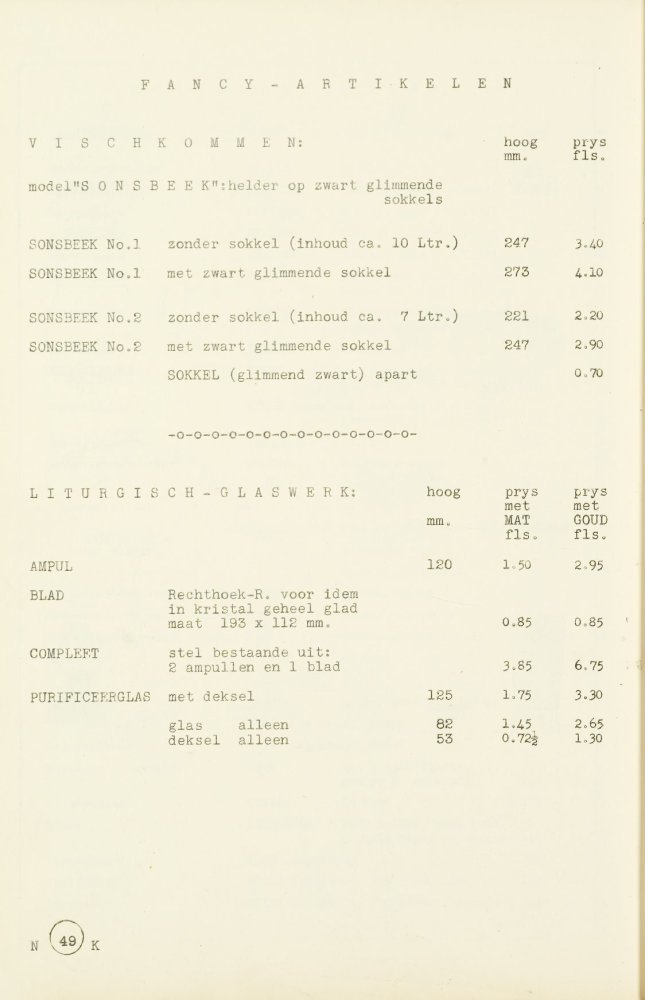 F A N C Y - A R T I K E L E N
V I S C H K O M M E N: hoog prys
mm. fls.
model"S O N S B E E K":helder op zwart glimmende
sokkels
SONSBEEK No.1 zonder sokkel (inhoud ca. 10 Ltr.) 247 3.40
SONSBEEK No.1 met zwart glimmende sokkel 273 4.10
SONSBEEK No.2 zonder sokkel (inhoud ca. 7 Ltr.) 221 2.20
SONSBEEK No.2 met zwart glimmende sokkel 247 2.90
SOKKEL (glimmend zwart) apart 0.70
-o-o-o-o-o-o-o-o-o-o-o-o-o-o-
L I T U R G I S C H - G L A S W E R K: hoog prys prys
met met
mm. MAT GOUD
fls. fls.
AMPUL 120 1.50 2.95
BLAD Rechthoek-R. voor idem
in kristal geheel glad
maat 193 x 112 mm. 0.85 0.85
COMPLEET stel bestaande uit:
2 ampullen en 1 blad 3.85 6.75
PURIFICEERGLAS met deksel 125 1.75 3.30
glas alleen 82 1.45 2.65
deksel alleen 53 0.72½ 1.30
N 49 K